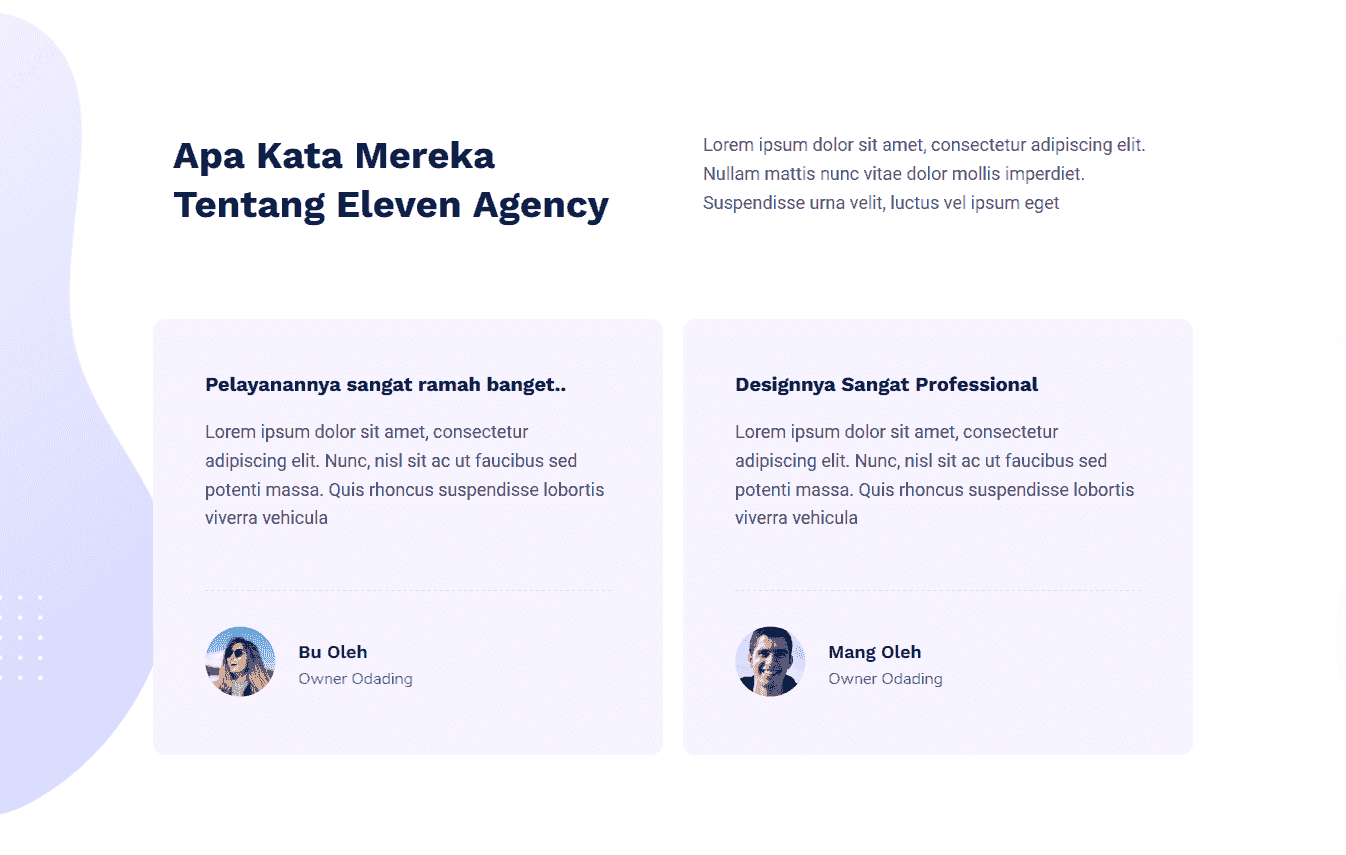 Apa Kata Mereka
Tentang Eleven Agency
Lorem ipsum dolor sit amet, consectetur adipiscing elit.
Nullam mattis nunc vitae dolor mollis imperdiet.
Suspendisse urna velit, luctus vel ipsum eget
Pelayanannya sangat ramah banget..
Lorem ipsum dolor sit amet, consectetur
adipiscing elit. Nunc, nisl sit ac ut faucibus sed
potenti massa. Quis rhoncus suspendisse lobortis
viverra vehicula
Bu Oleh
Owner Odading
Designnya Sangat Professional
Lorem ipsum dolor sit amet, consectetur
adipiscing elit. Nunc, nisl sit ac ut faucibus sed
potenti massa. Quis rhoncus suspendisse lobortis
viverra vehicula
Mang Oleh
Owner Odading